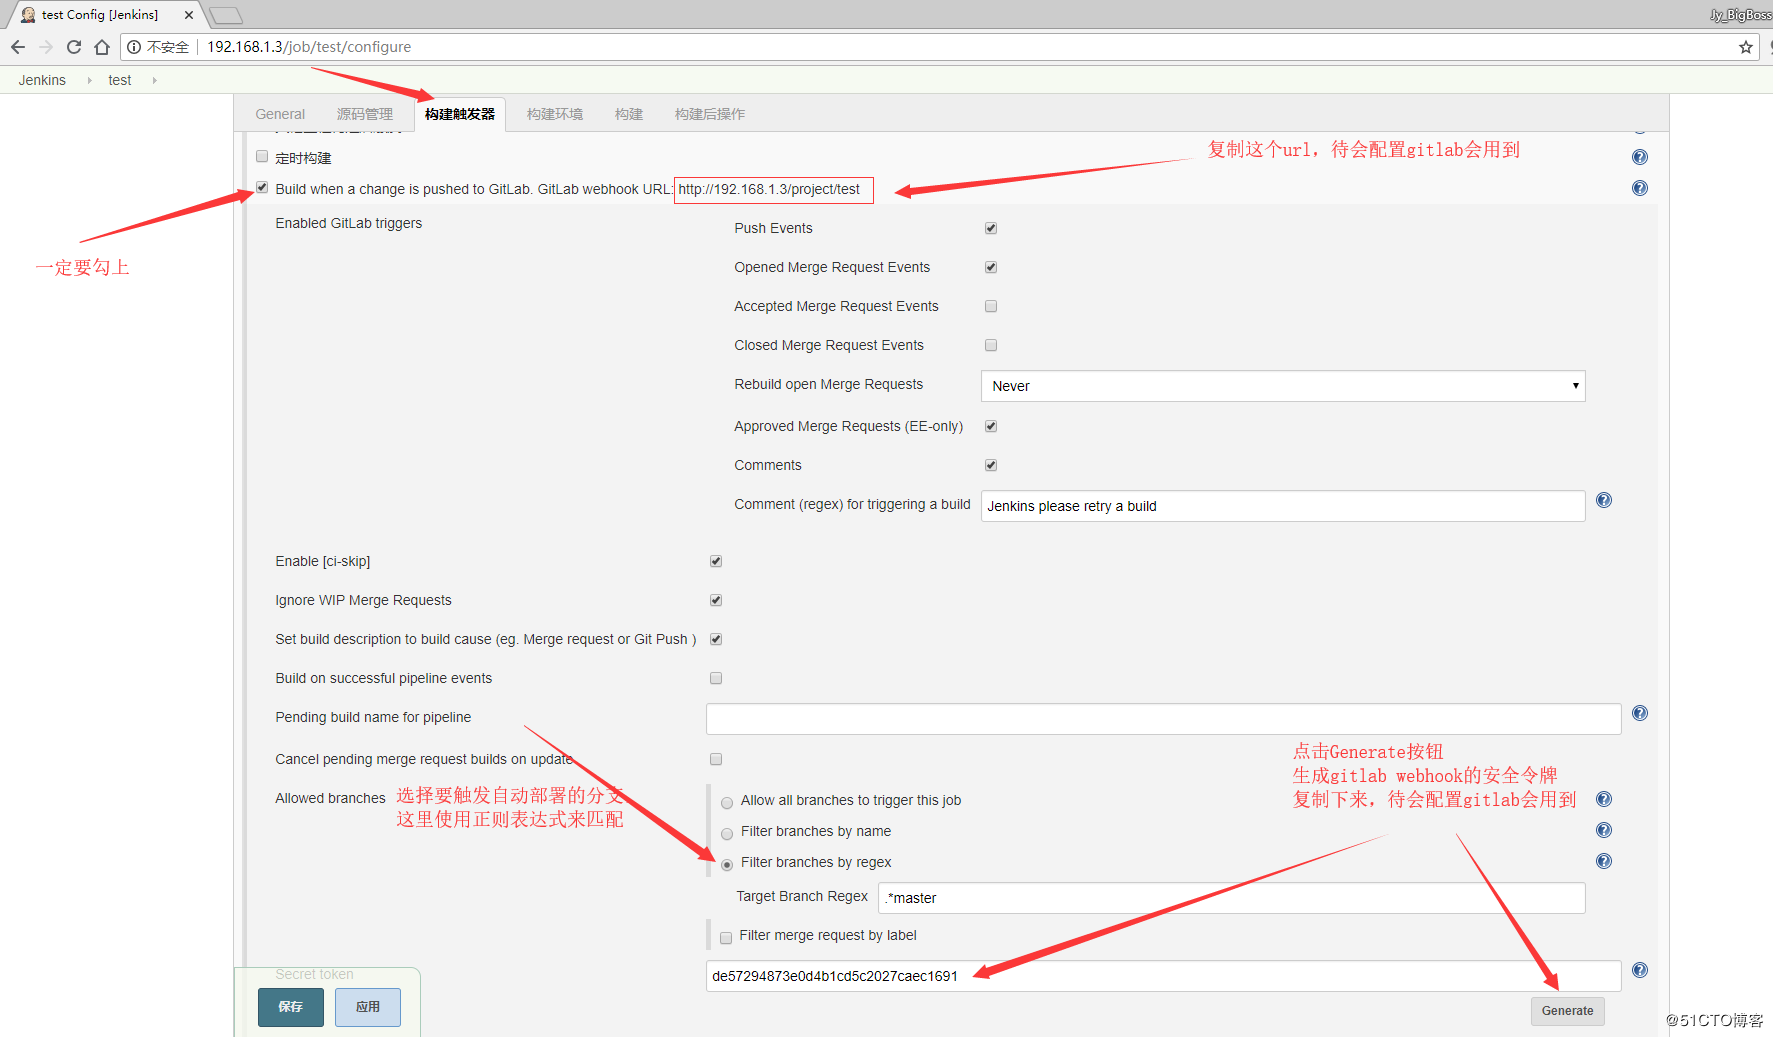 test Config [Jenkins]
Jy_BigBoss
不安全 192.168.1.3/job/test/configure
Jenkins test
General 源码管理 构建触发器 构建环境 构建 构建后操作
复制这个url，待会配置gitlab会用到
定时构建
Build when a change is pushed to GitLab. GitLab webhook URL: http://192.168.1.3/project/test
一定要勾上
Enabled GitLab triggers
Push Events
Opened Merge Request Events
Accepted Merge Request Events
Closed Merge Request Events
Rebuild open Merge Requests Never
Approved Merge Requests (EE-only)
Comments
Comment (regex) for triggering a build Jenkins please retry a build
Enable [ci-skip]
Ignore WIP Merge Requests
Set build description to build cause (eg. Merge request or Git Push )
Build on successful pipeline events
Pending build name for pipeline
Cancel pending merge request builds on update
点击Generate按钮
生成gitlab webhook的安全令牌
复制下来，待会配置gitlab会用到
Allowed branches
选择要触发自动部署的分支
这里使用正则表达式来匹配
Allow all branches to trigger this job
Filter branches by name
Filter branches by regex
Target Branch Regex .*master
Filter merge request by label
Secret token de57294873e0d4b1cd5c2027caec1691
保存 应用
Generate
@51CTO博客